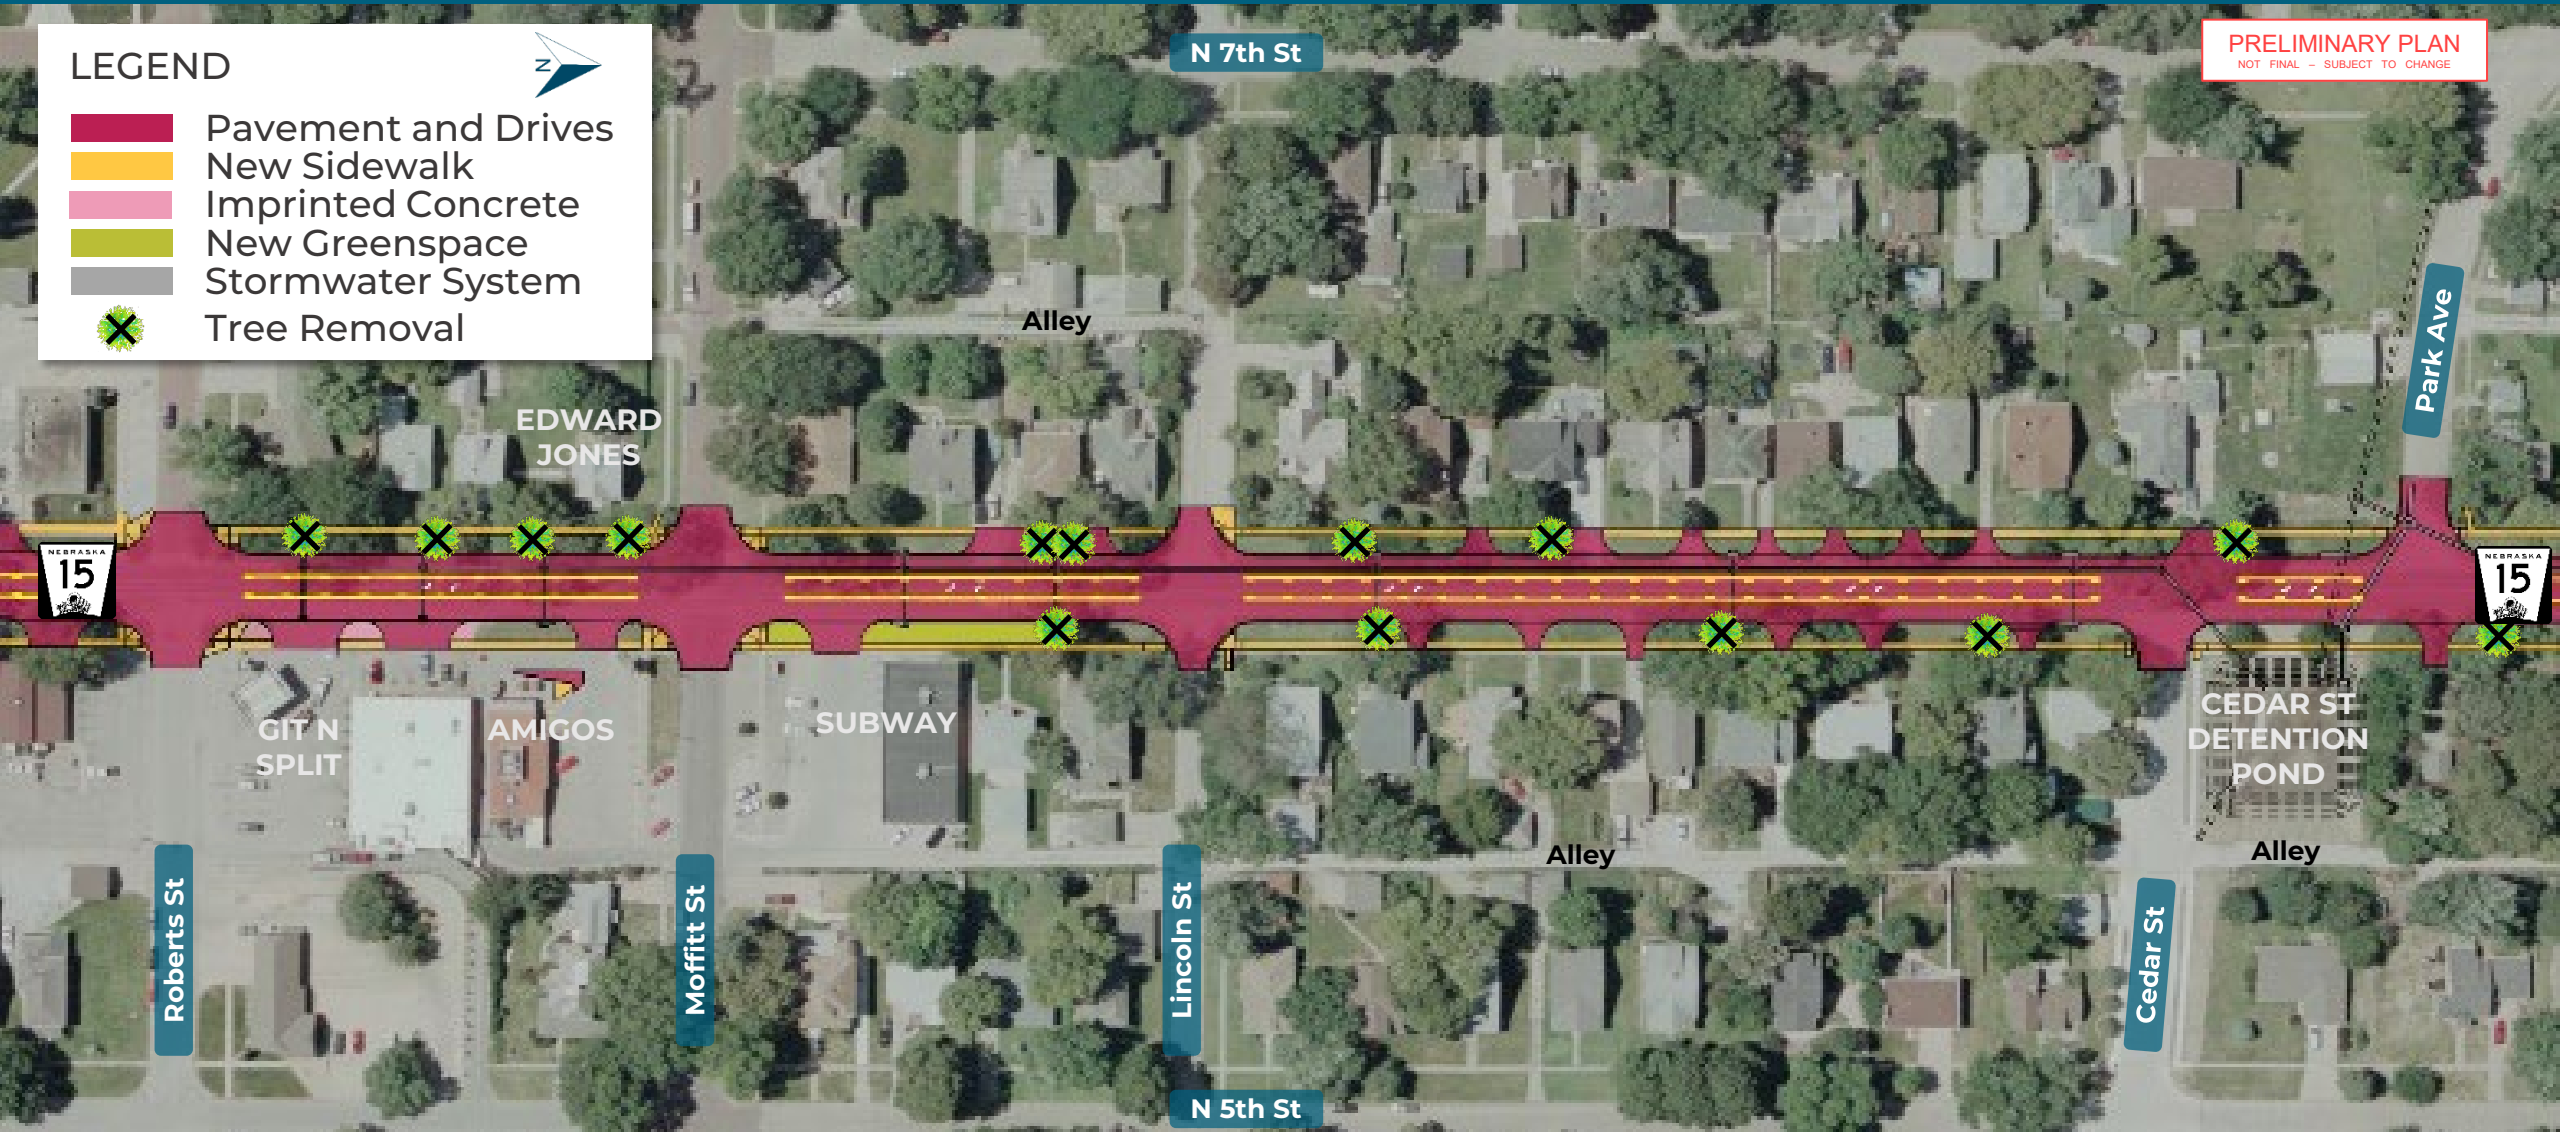 N 7th St
PRELIMINARY PLAN
NOT FINAL – SUBJECT TO CHANGE
LEGEND
N
Pavement and Drives
New Sidewalk
Imprinted Concrete
New Greenspace
Stormwater System
Tree Removal
Alley
Park Ave
EDWARD
JONES
NEBRASKA
15
NEBRASKA
15
GIT N
SPLIT
AMIGOS
SUBWAY
CEDAR ST
DETENTION
POND
Alley
Alley
Roberts St
Moffitt St
Lincoln St
Cedar St
N 5th St